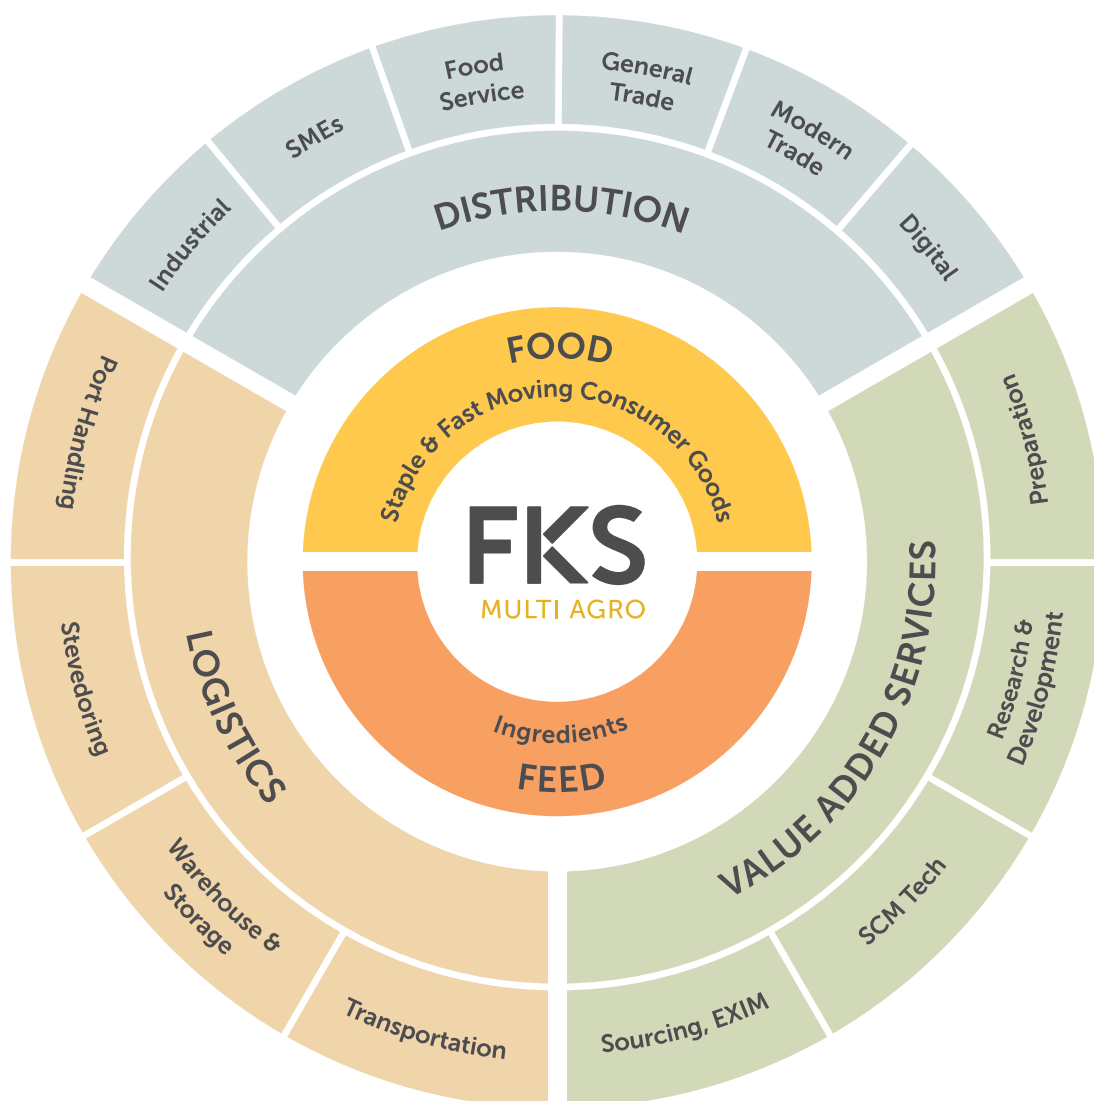 Food
Service
General
Trade
SMEs
Modern
Trade
Industrial
Digital
DISTRIBUTION
Port Handling
Stevedoring
Warehouse &
Storage
Transportation
LOGISTICS
FOOD
Staple & Fast Moving Consumer Goods
FKS
MULTI AGRO
Ingredients
FEED
VALUE ADDED SERVICES
Preparation
Research &
Development
SCM Tech
Sourcing, EXIM